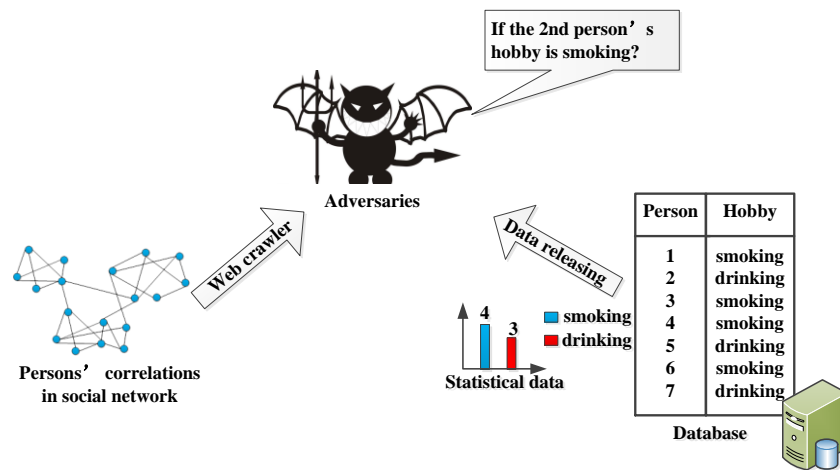 If the 2nd person’s
hobby is smoking?
Adversaries
Web crawler
Data releasing
Persons’ correlations
in social network
4
3
smoking
drinking
Statistical data
Person Hobby
1 smoking
2 drinking
3 smoking
4 smoking
5 drinking
6 smoking
7 drinking
Database